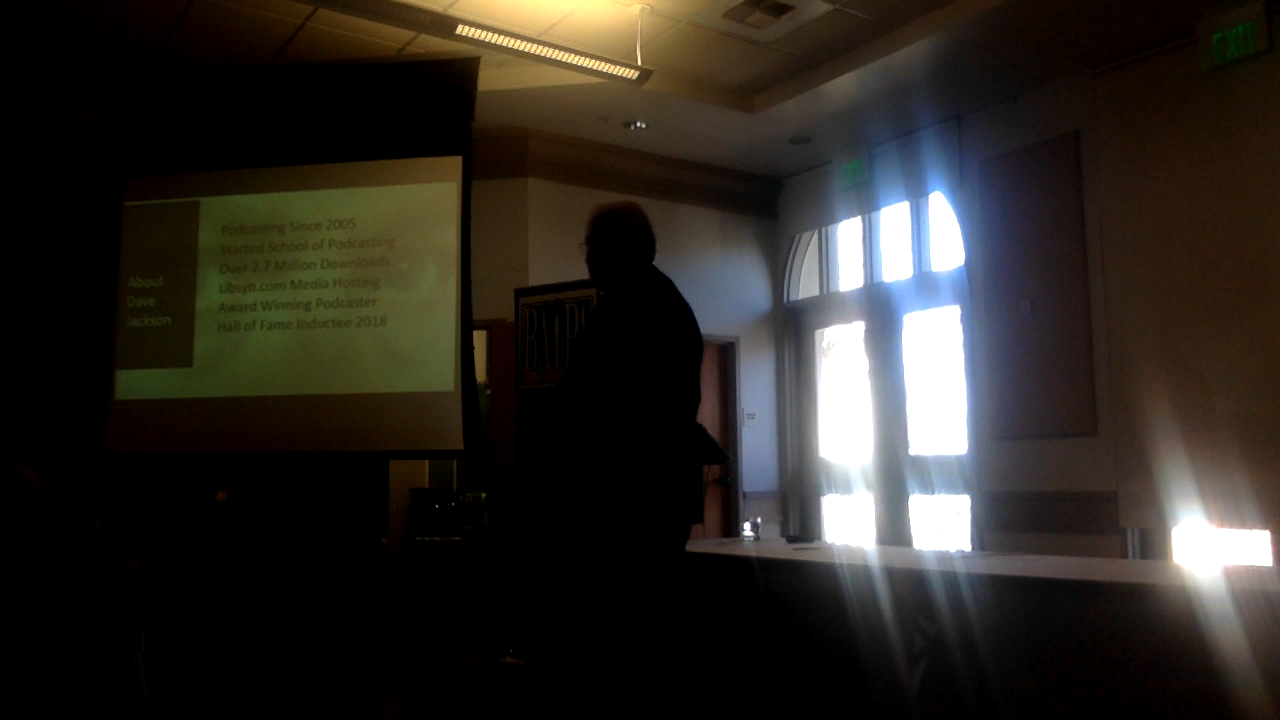 About
Dave
Jackson
Podcasting Since 2005
Started School of Podcasting
Over 2.7 Million Downloads
Libsyn.com Media Hosting
Award Winning Podcaster
Hall of Fame Inductee 2018
EXIT
EXIT